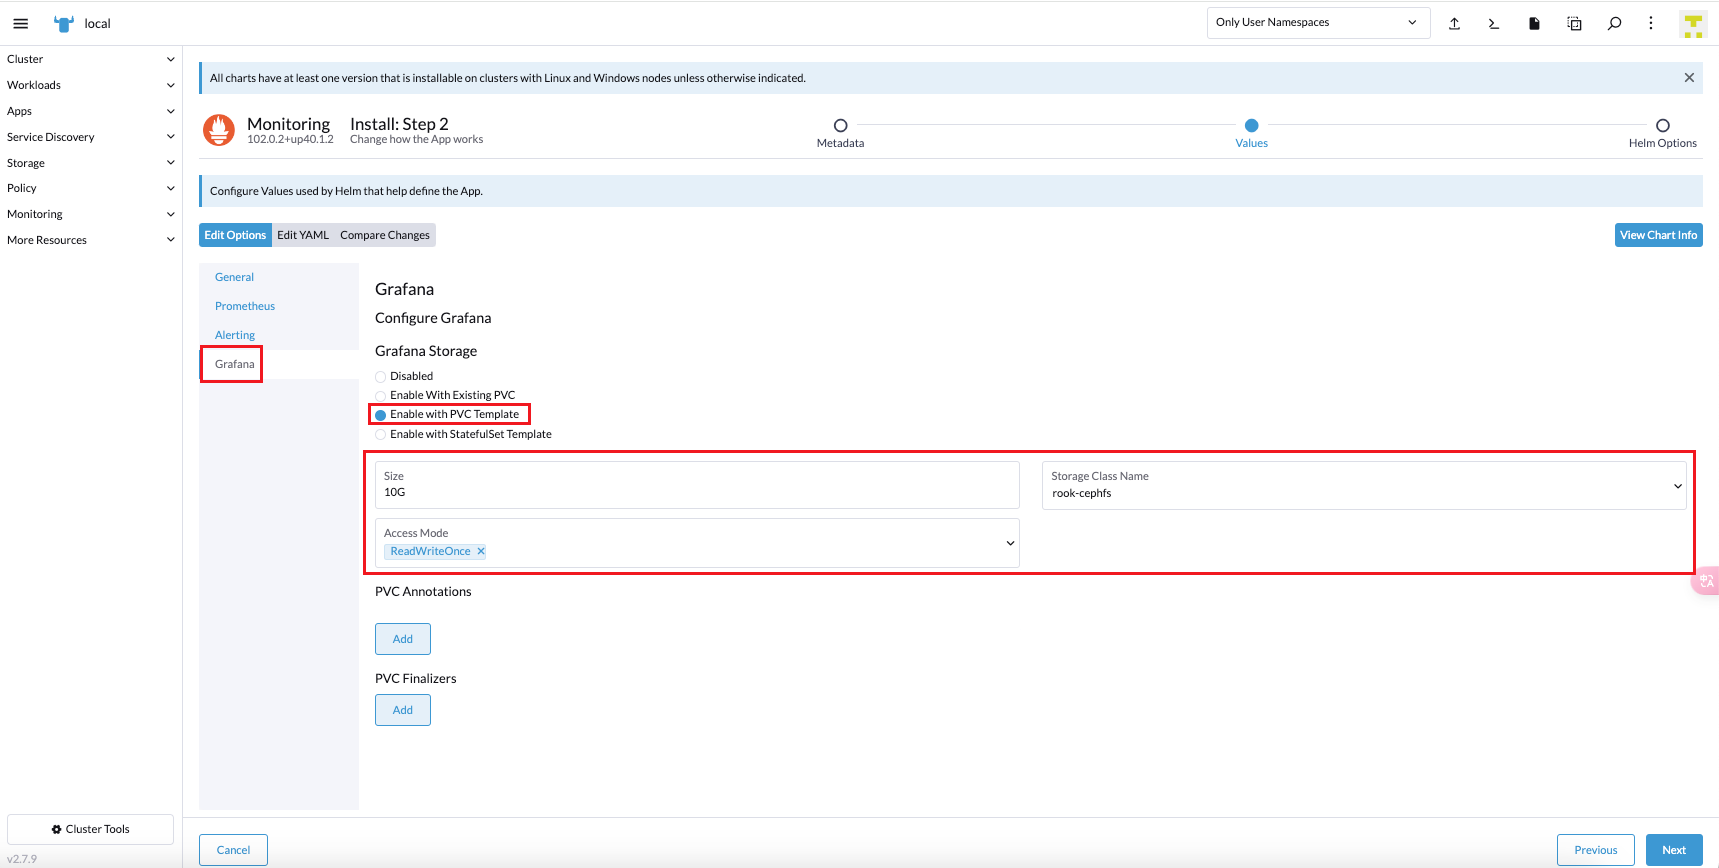 local
Only User Namespaces
Cluster
Workloads
Apps
Service Discovery
Storage
Policy
Monitoring
More Resources
Cluster Tools
v2.7.9
All charts have at least one version that is installable on clusters with Linux and Windows nodes unless otherwise indicated.
Monitoring
102.0.2+up40.1.2
Install: Step 2
Change how the App works
Metadata
Values
Helm Options
Configure Values used by Helm that help define the App.
Edit Options
Edit YAML
Compare Changes
View Chart Info
General
Prometheus
Alerting
Grafana
Grafana
Configure Grafana
Grafana Storage
Disabled
Enable With Existing PVC
Enable with PVC Template
Enable with StatefulSet Template
Size
10G
Storage Class Name
rook-cephfs
Access Mode
ReadWriteOnce
PVC Annotations
Add
PVC Finalizers
Add
Cancel
Previous
Next